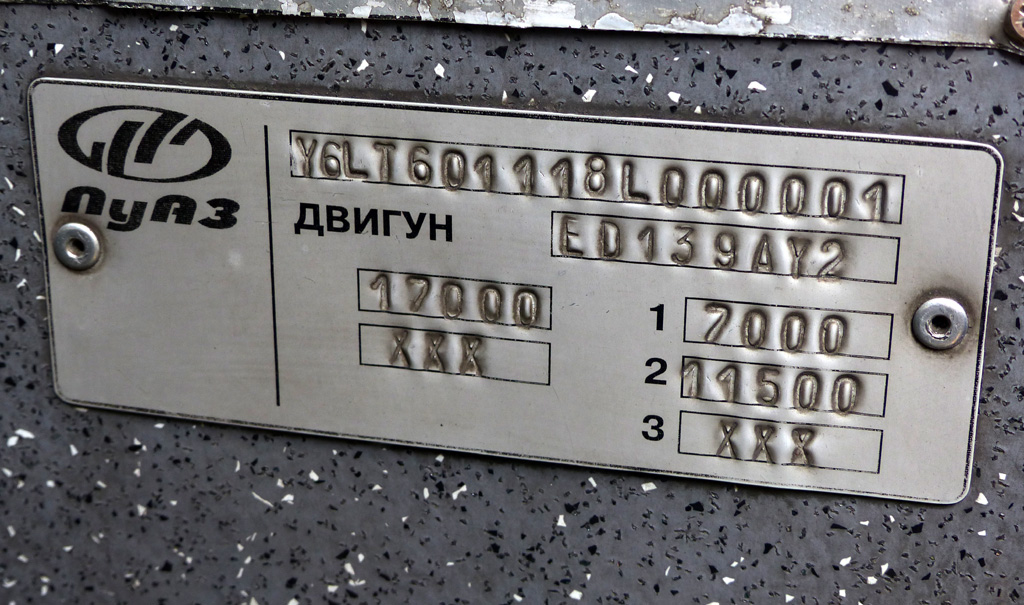 ЛуАЗ
Y6LT601118L000001
ДВИГУН ED139AY2
17000
XXX
1 7000
2 11500
3 XXX